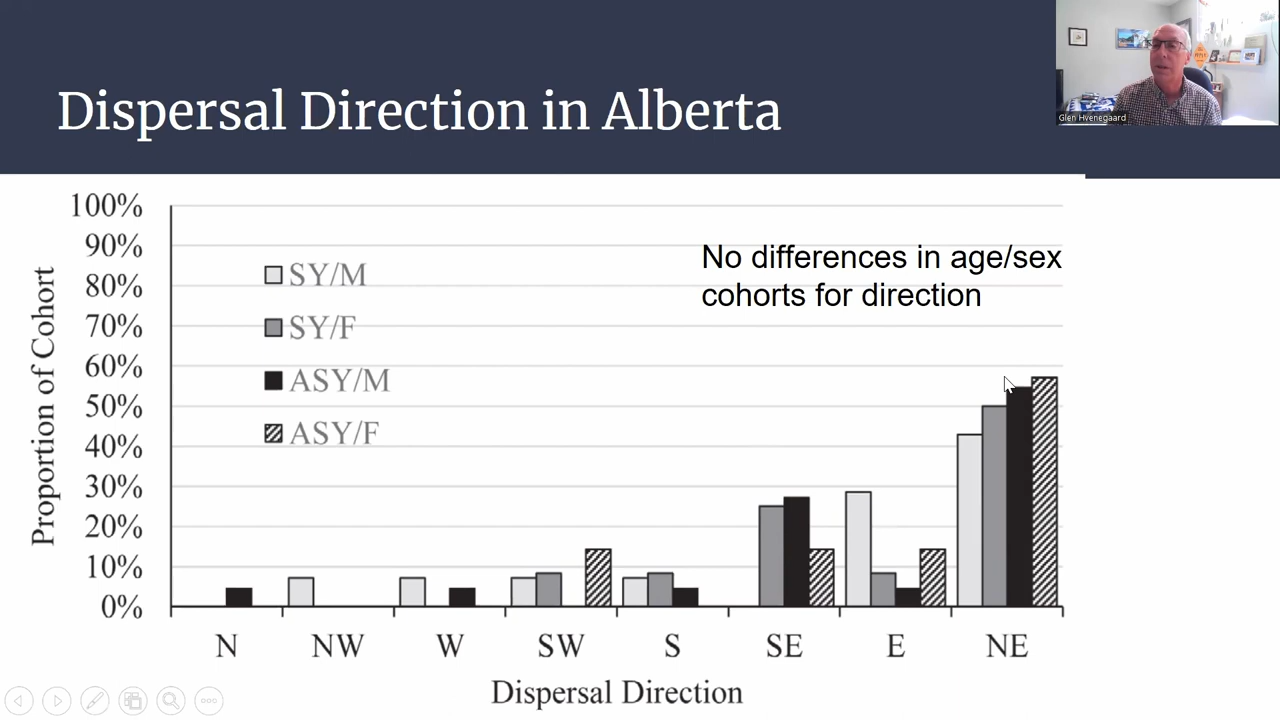 Dispersal Direction in Alberta
Glen Hvenegaard
100%
90%
80%
70%
60%
50%
40%
30%
20%
10%
0%
Proportion of Cohort
SY/M
SY/F
ASY/M
ASY/F
No differences in age/sex
cohorts for direction
N NW W SW S SE E NE
Dispersal Direction